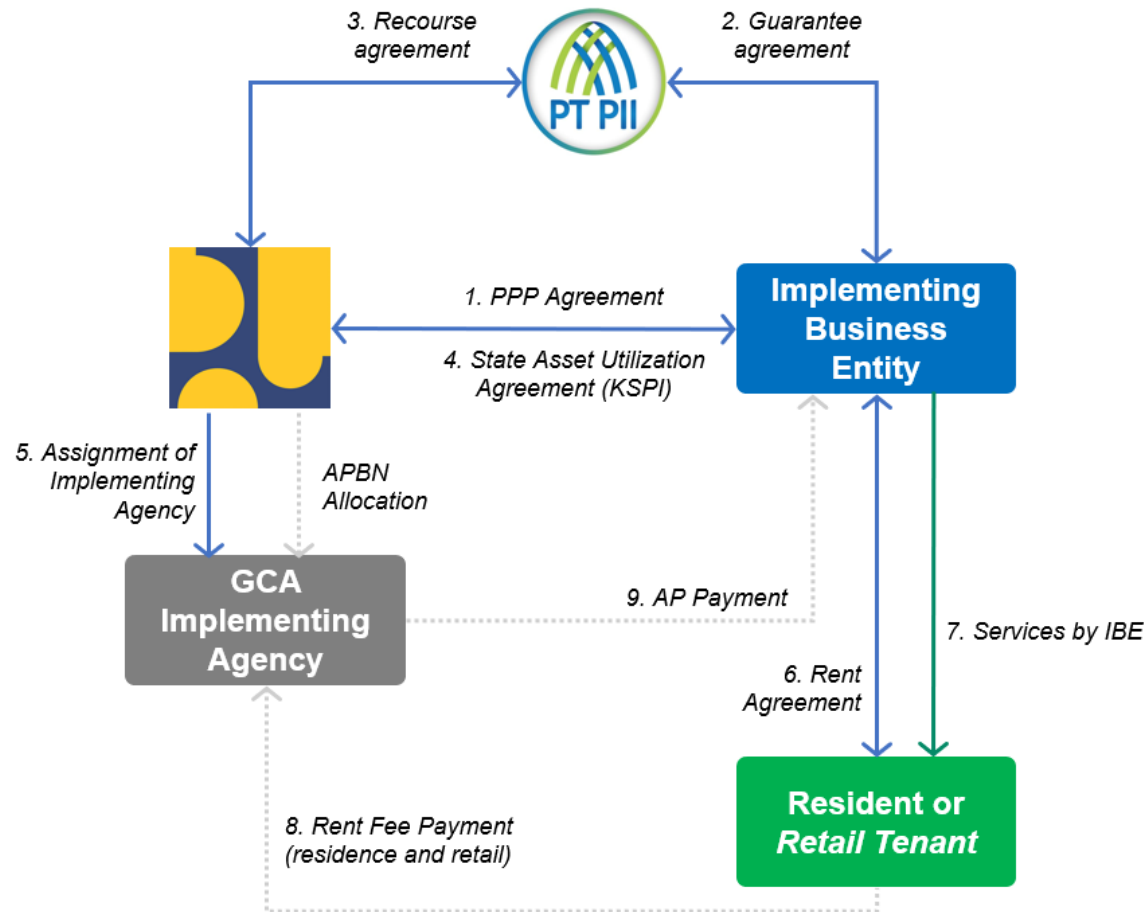 3. Recourse
agreement
2. Guarantee
agreement
PT PII
1. PPP Agreement
Implementing
Business
Entity
4. State Asset Utilization
Agreement (KSPI)
5. Assignment of
Implementing
Agency
APBN
Allocation
GCA
Implementing
Agency
9. AP Payment
7. Services by IBE
6. Rent
Agreement
8. Rent Fee Payment
(residence and retail)
Resident or
Retail Tenant